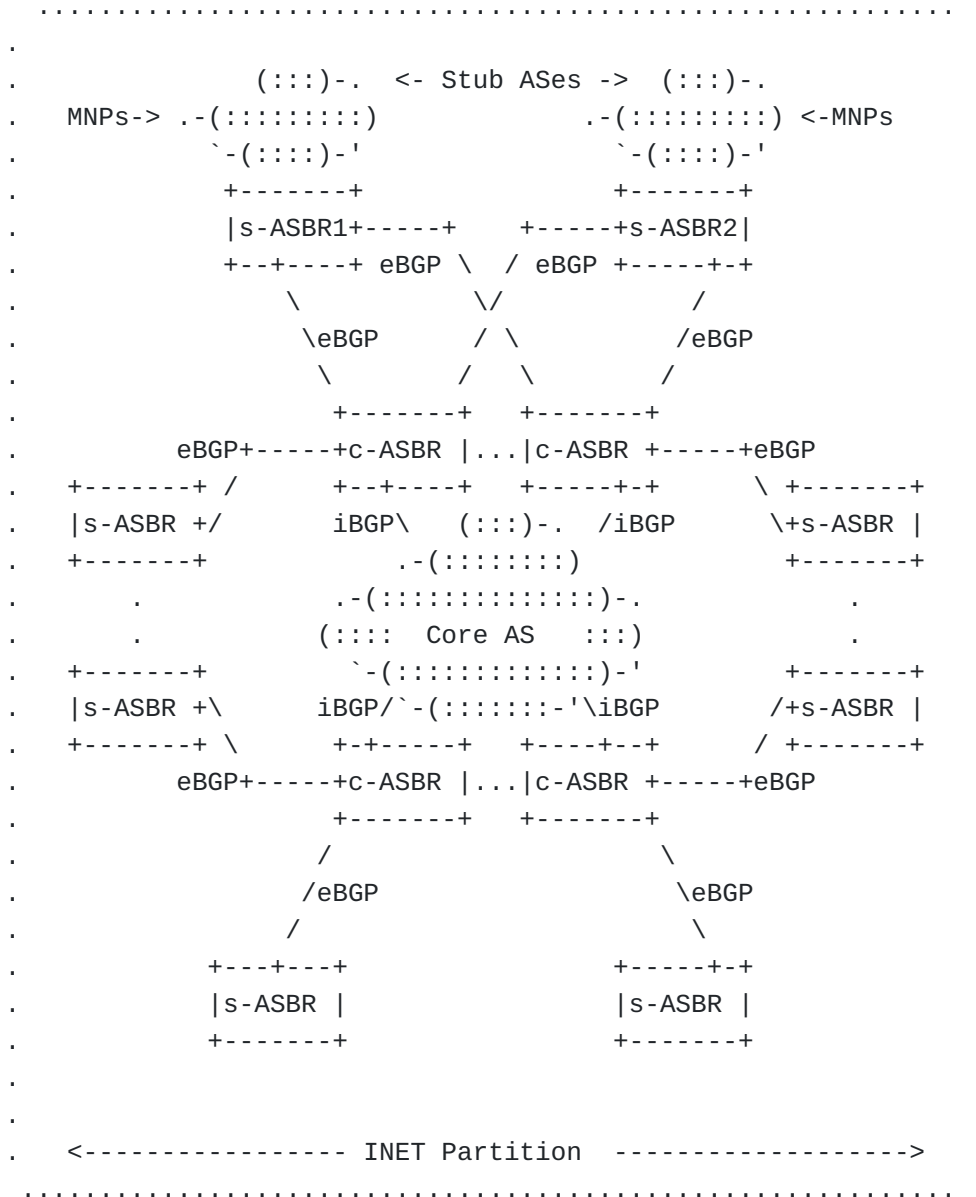 ............................................................
.
.               (:::)-.  <- Stub ASes ->  (:::)-.
.   MNPs-> .-(:::::::::)             .-(:::::::::) <-MNPs
.            `-(::::)-'                `-(::::)-'
.             +-------+                +-------+
.             |s-ASBR1+-----+    +-----+s-ASBR2|
.             +--+----+ eBGP \  / eBGP +-----+-+
.                 \           \/            /
.                  \eBGP      / \          /eBGP
.                   \        /   \        /
.                    +-------+   +-------+
.          eBGP+-----+c-ASBR |...|c-ASBR +-----+eBGP
.   +-------+ /      +--+----+   +-----+-+      \ +-------+
.   |s-ASBR +/       iBGP\   (:::)-.  /iBGP      \+s-ASBR |
.   +-------+            .-(::::::::)             +-------+
.       .            .-(::::::::::::::)-.             .
.       .           (::::  Core AS   :::)             .
.   +-------+         `-(:::::::::::::)-'         +-------+
.   |s-ASBR +\      iBGP/`-(:::::::-'\iBGP       /+s-ASBR |
.   +-------+ \      +-+-----+   +----+--+      / +-------+
.          eBGP+-----+c-ASBR |...|c-ASBR +-----+eBGP
.                    +-------+   +-------+
.                   /                     \
.                  /eBGP                   \eBGP
.                 /                         \
.            +---+---+                 +-----+-+
.            |s-ASBR |                 |s-ASBR |
.            +-------+                 +-------+
.
.
.   <----------------- INET Partition  ------------------->
............................................................